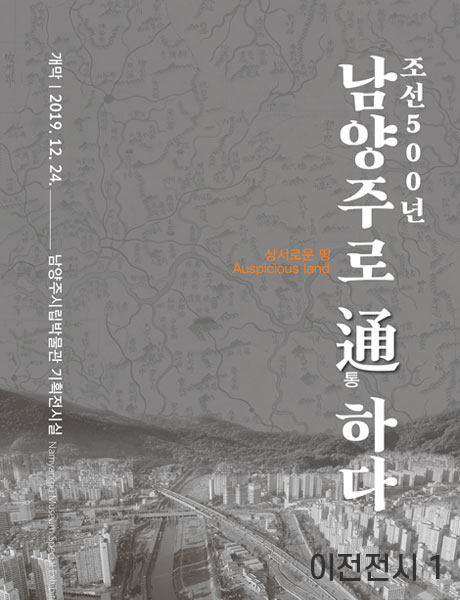 조선500년
남양주로 通 하다
통
상서로운 땅
Auspicious land
개막 | 2019. 12. 24.
남양주시립박물관 기획전시실
이전전시 1